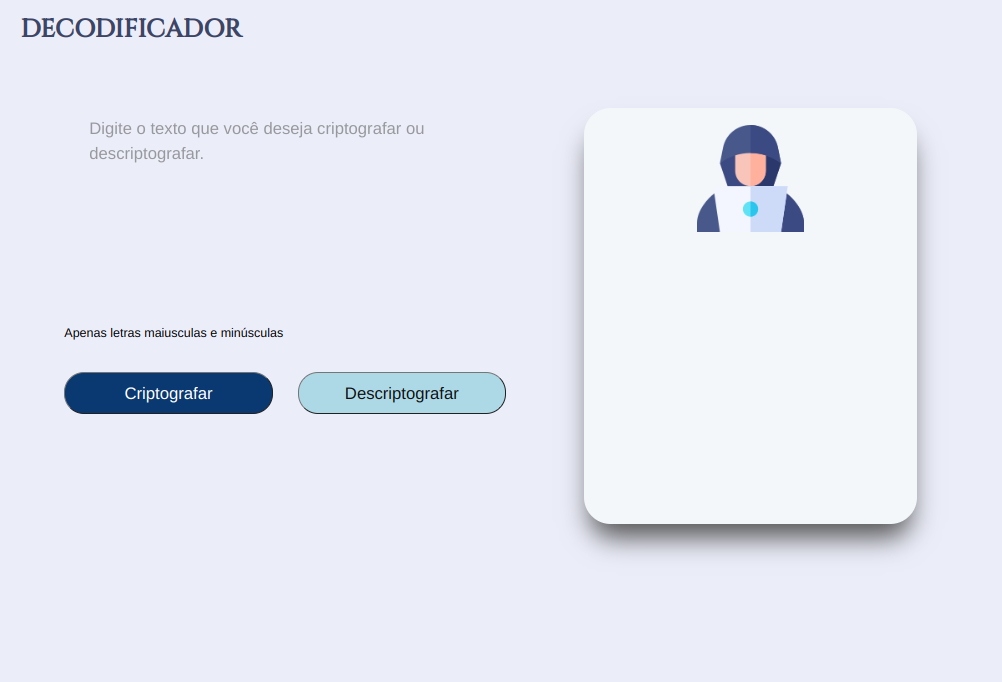 DECODIFICADOR
Digite o texto que você deseja criptografar ou
descriptografar.
Apenas letras maiusculas e minúsculas
Criptografar
Descriptografar